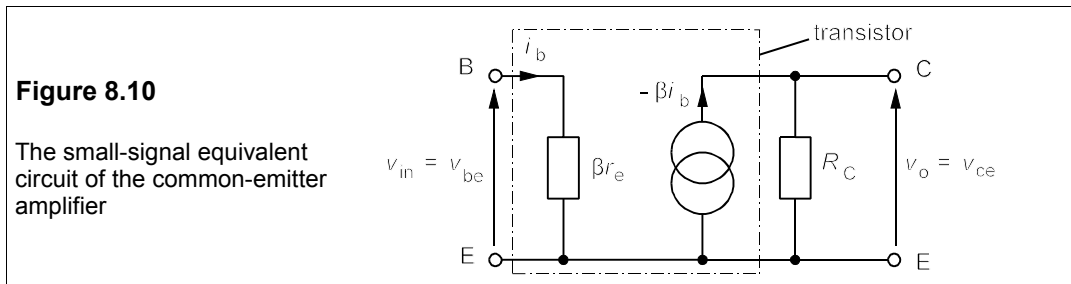 Figure 8.10
The small-signal equivalent
circuit of the common-emitter
amplifier
transistor
B
i_b
- βi_b
C
v_in = v_be
βr_e
R_C
v_o = v_ce
E
E